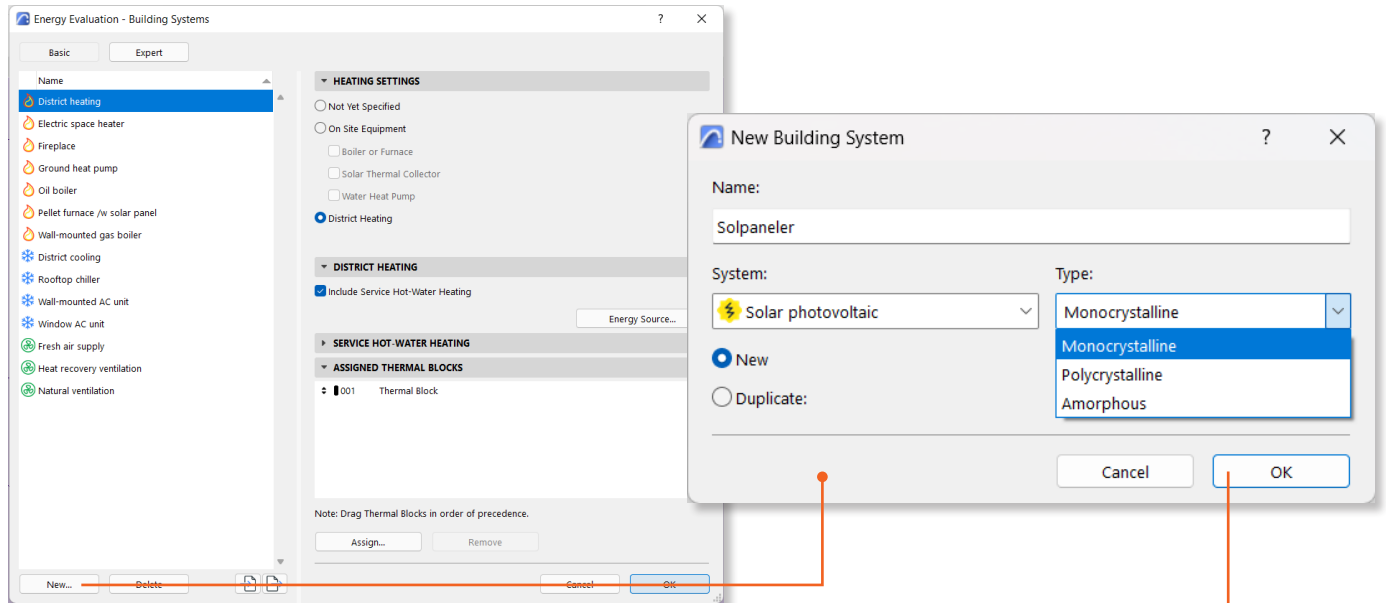 Energy Evaluation - Building Systems
?
Basic
Expert
Name
District heating
Electric space heater
Fireplace
Ground heat pump
Oil boiler
Pellet furnace /w solar panel
Wall-mounted gas boiler
District cooling
Rooftop chiller
Wall-mounted AC unit
Window AC unit
Fresh air supply
Heat recovery ventilation
Natural ventilation
New...
Delete
HEATING SETTINGS
Not Yet Specified
On Site Equipment
Boiler or Furnace
Solar Thermal Collector
Water Heat Pump
District Heating
DISTRICT HEATING
Include Service Hot-Water Heating
Energy Source...
SERVICE HOT-WATER HEATING
ASSIGNED THERMAL BLOCKS
001 Thermal Block
Note: Drag Thermal Blocks in order of precedence.
Assign...
Remove
Cancel
OK
New Building System
?
Name:
Solpaneler
System:
Type:
Solar photovoltaic
Monocrystalline
Monocrystalline
Polycrystalline
Amorphous
New
Duplicate:
Cancel
OK